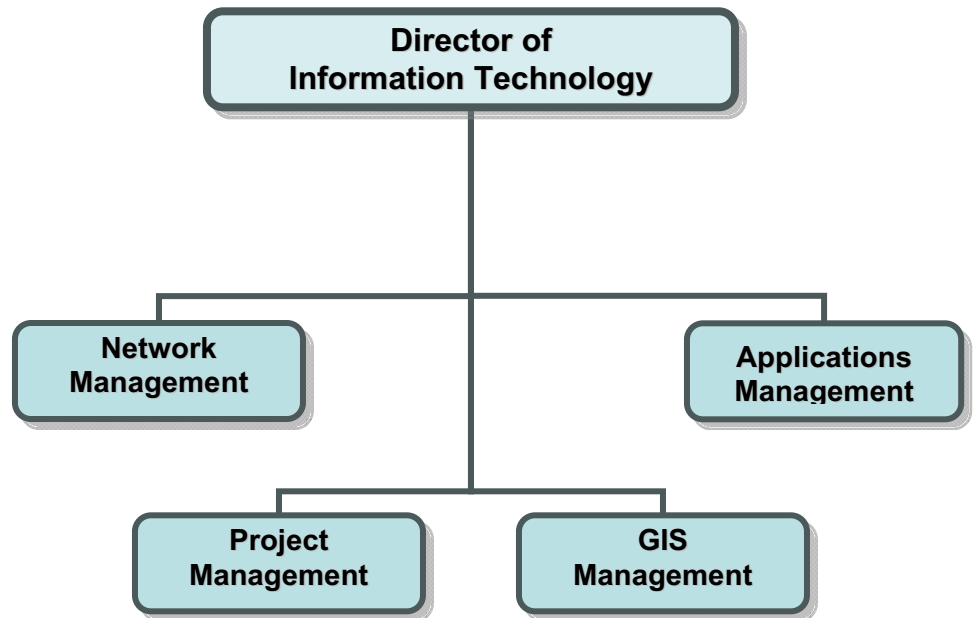 Director of
Information Technology
Network
Management
Applications
Management
Project
Management
GIS
Management